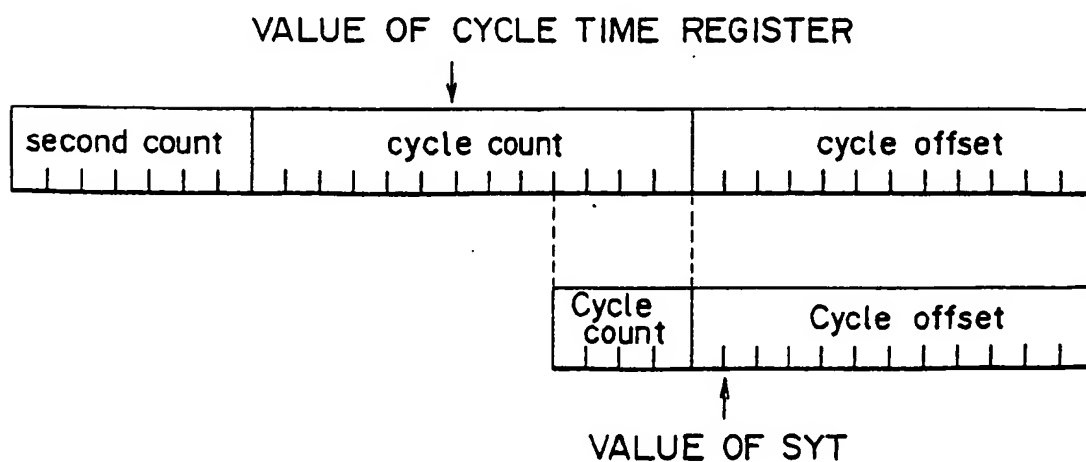 VALUE OF CYCLE TIME REGISTER
second count cycle count cycle offset
Cycle count Cycle offset
VALUE OF SYT